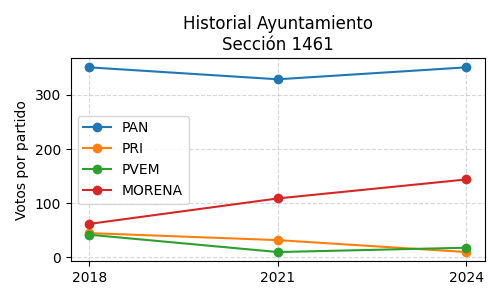 Historial Ayuntamiento
Sección 1461
Votos por partido
300
200
100
0
PAN
PRI
PVEM
MORENA
2018
2021
2024